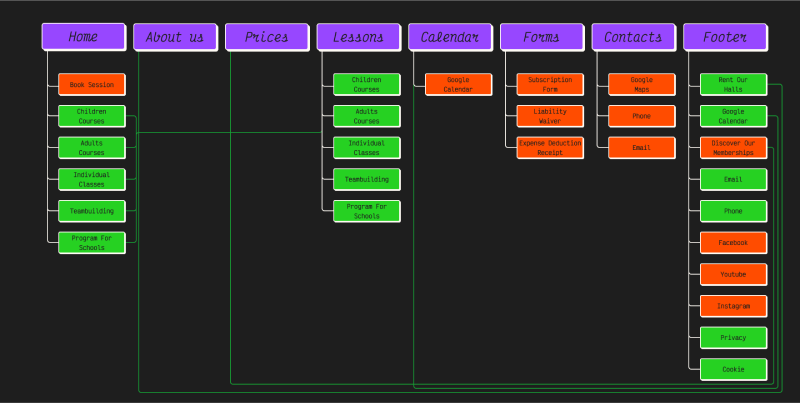 Home
About us
Prices
Lessons
Calendar
Forms
Contacts
Footer
Book Session
Children
Courses
Adults
Courses
Individual
Classes
Teambuilding
Program For
Schools
Children
Courses
Adults
Courses
Individual
Classes
Teambuilding
Program For
Schools
Google
Calendar
Subscription
Form
Liability
Waiver
Expense Deduction
Receipt
Google
Maps
Phone
Email
Rent Our
Halls
Google
Calendar
Discover Our
Memberships
Email
Phone
Facebook
Youtube
Instagram
Privacy
Cookie